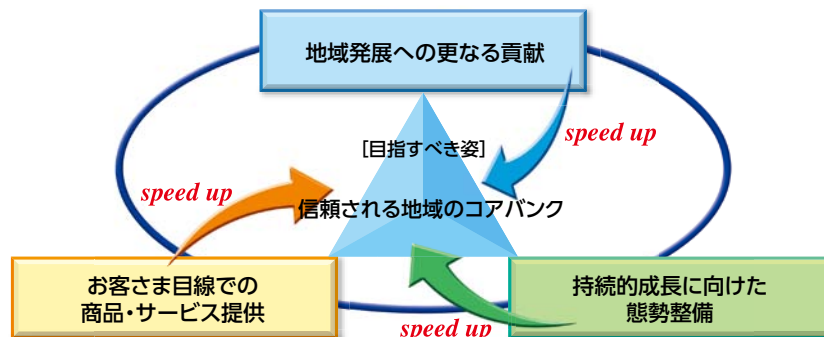 地域発展への更なる貢献
speed up
[目指すべき姿]
speed up
信頼される地域のコアバンク
お客さま目線での
商品・サービス提供
持続的成長に向けた
態勢整備
speed up